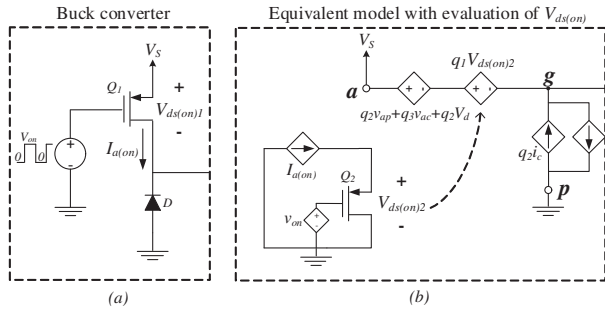 Buck converter
Equivalent model with evaluation of V_ds(on)
V_S
Q_1
+
V_ds(on)1
-
V_on
0 0
+
-
I_a(on)
D
(a)
V_S
q_1V_ds(on)2
a
+ -
+ -
g
q_2v_ap+q_3v_ac+q_2V_d
q_2i_c
p
I_a(on)
Q_2
+
V_ds(on)2
-
v_on
+
-
(b)